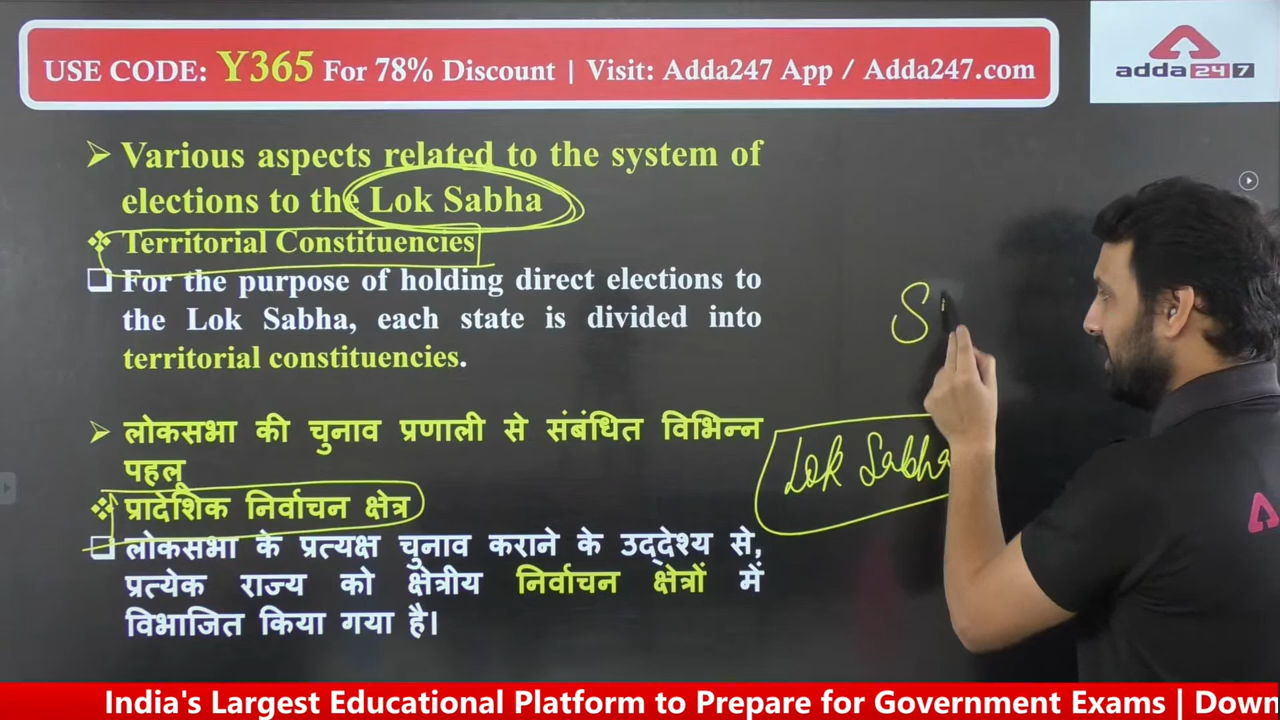 USE CODE: Y365 For 78% Discount | Visit: Adda247 App / Adda247.com
adda247
➢ Various aspects related to the system of
elections to the Lok Sabha
❖ Territorial Constituencies
❑ For the purpose of holding direct elections to
the Lok Sabha, each state is divided into
territorial constituencies.
S
➢ लोकसभा की चुनाव प्रणाली से संबंधित विभिन्न
पहलू
Lok Sabha
❖ प्रादेशिक निर्वाचन क्षेत्र
❑ लोकसभा के प्रत्यक्ष चुनाव कराने के उद्देश्य से,
प्रत्येक राज्य को क्षेत्रीय निर्वाचन क्षेत्रों में
विभाजित किया गया है।
India's Largest Educational Platform to Prepare for Government Exams | Down